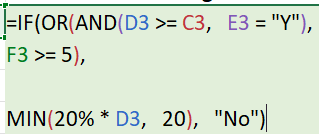 =IF(OR(AND(D3 >= C3, E3 = "Y"),
F3 >= 5),
MIN(20% * D3, 20), "No")